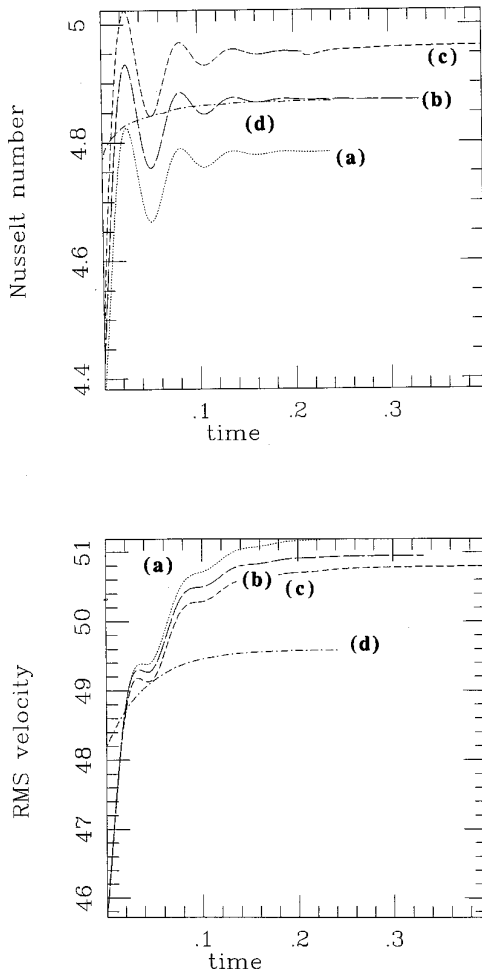 Nusselt number
5
4.8
4.6
4.4
(c)
(b)
(d)
(a)
.1
.2
.3
time
RMS velocity
51
50
49
48
47
46
(a)
(b)
(c)
(d)
.1
.2
.3
time